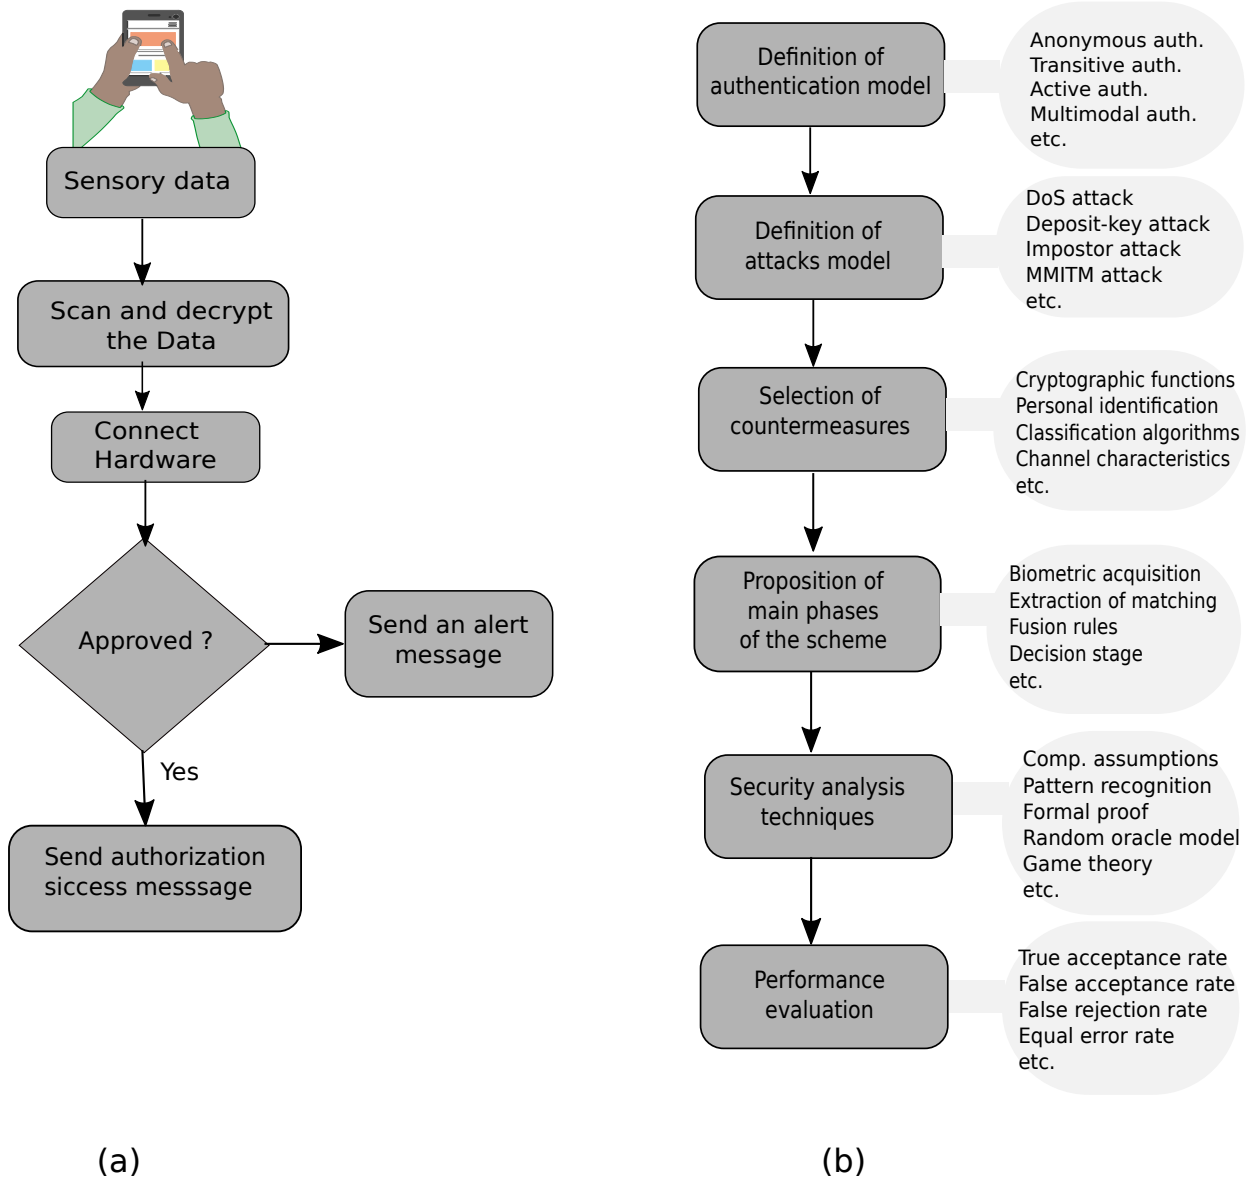 Sensory data
Scan and decrypt
the Data
Connect
Hardware
Approved ?
Send an alert
message
Yes
Send authorization
siccess messsage
(a)
Definition of
authentication model
Anonymous auth.
Transitive auth.
Active auth.
Multimodal auth.
etc.
Definition of
attacks model
DoS attack
Deposit-key attack
Impostor attack
MMITM attack
etc.
Selection of
countermeasures
Cryptographic functions
Personal identification
Classification algorithms
Channel characteristics
etc.
Proposition of
main phases
of the scheme
Biometric acquisition
Extraction of matching
Fusion rules
Decision stage
etc.
Security analysis
techniques
Comp. assumptions
Pattern recognition
Formal proof
Random oracle model
Game theory
etc.
Performance
evaluation
True acceptance rate
False acceptance rate
False rejection rate
Equal error rate
etc.
(b)